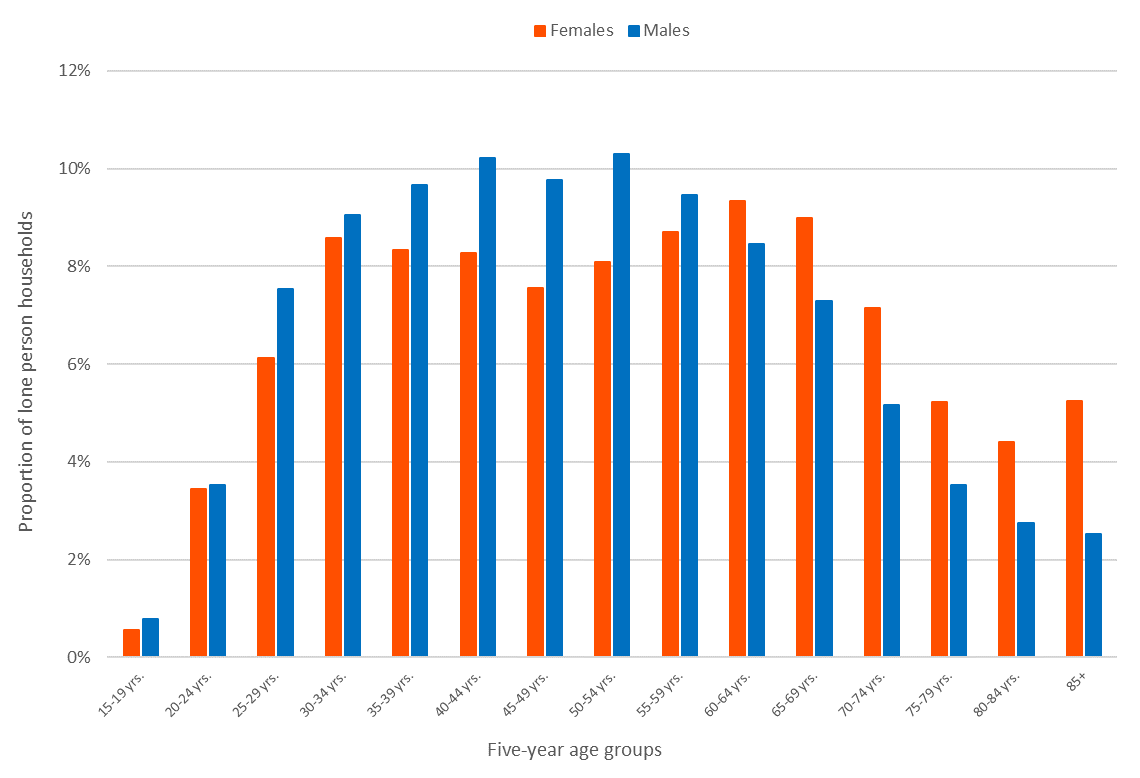 Females Males
12%
10%
8%
6%
4%
2%
0%
Proportion of lone person households
15-19 yrs.
20-24 yrs.
25-29 yrs.
30-34 yrs.
35-39 yrs.
40-44 yrs.
45-49 yrs.
50-54 yrs.
55-59 yrs.
60-64 yrs.
65-69 yrs.
70-74 yrs.
75-79 yrs.
80-84 yrs.
85+
Five-year age groups